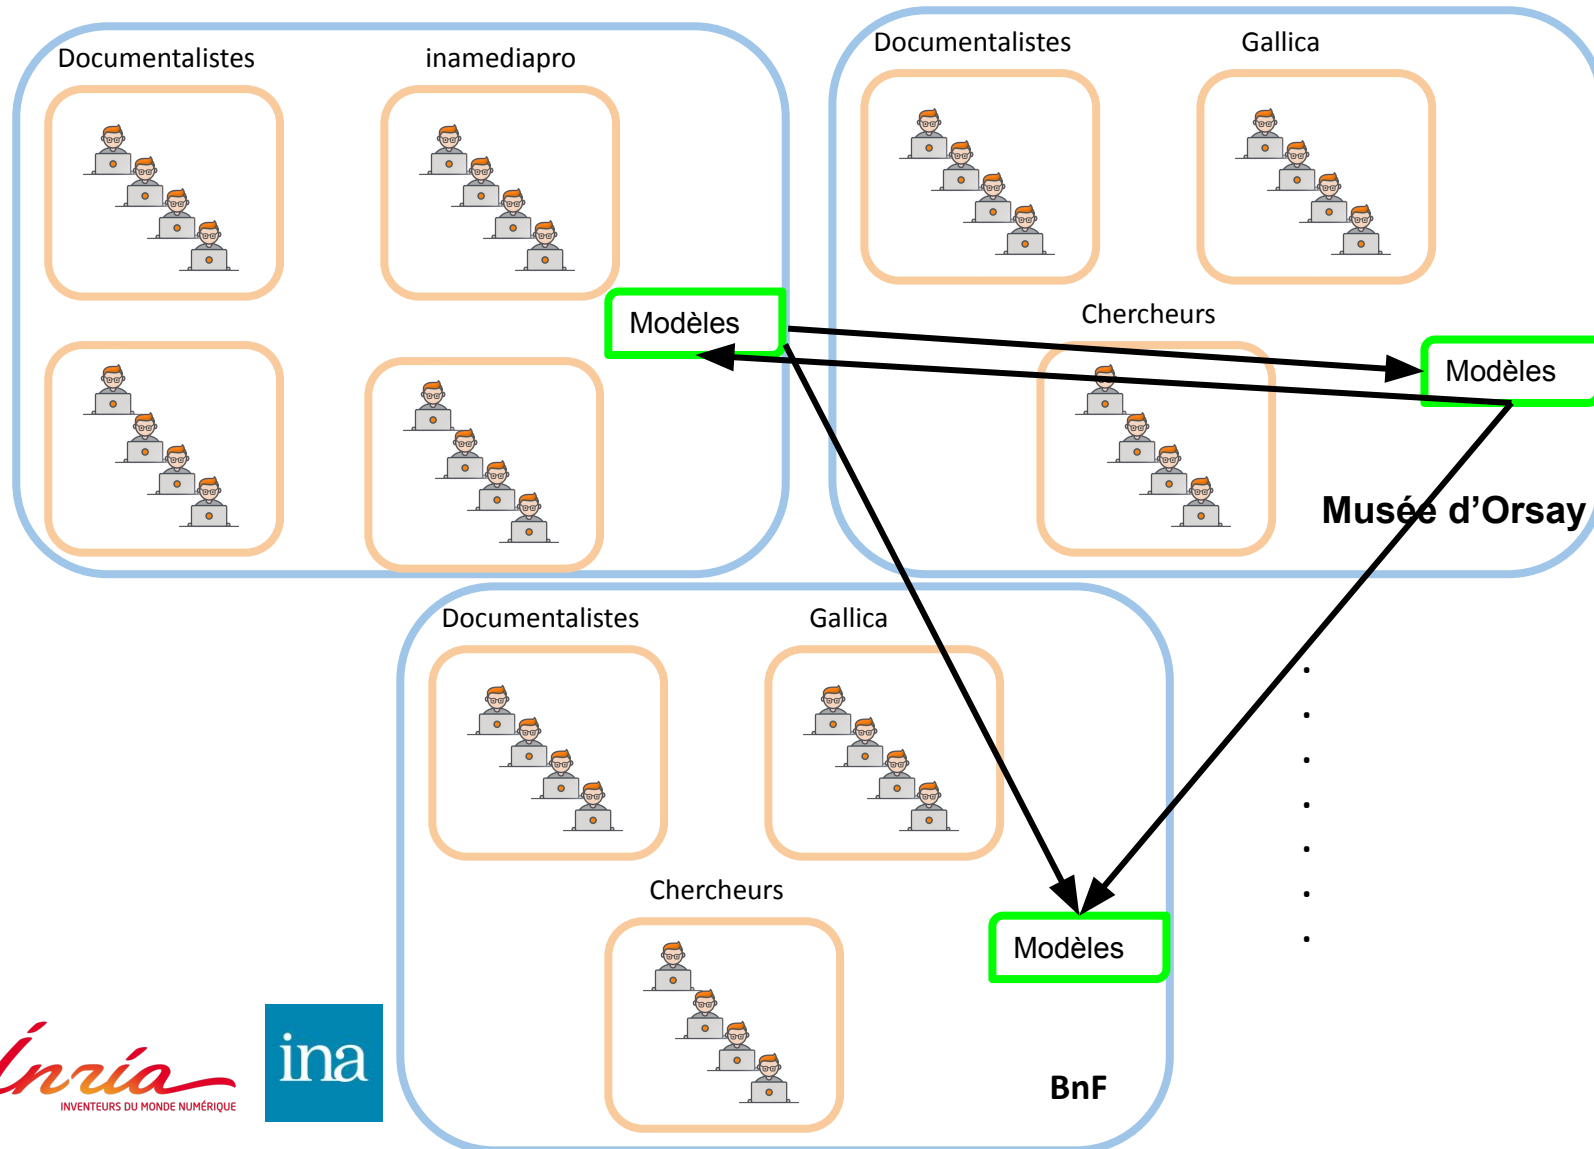 Documentalistes
inamediapro
Modèles
Documentalistes
Gallica
Chercheurs
Modèles
Musée d’Orsay
Documentalistes
Gallica
Chercheurs
Modèles
BnF
.
.
.
.
.
.
.
Inría
INVENTEURS DU MONDE NUMÉRIQUE
ina